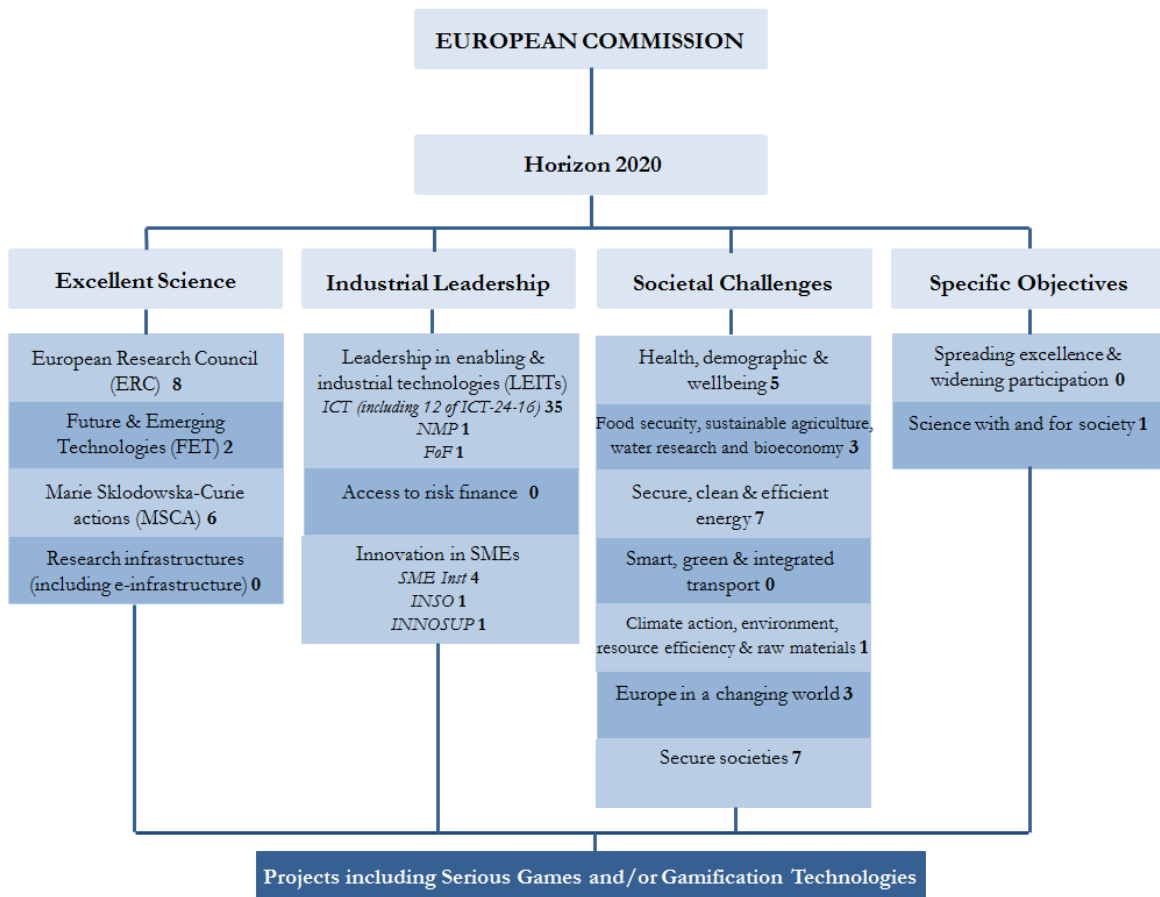 EUROPEAN COMMISSION
Horizon 2020
Excellent Science
European Research Council
(ERC) 8
Future & Emerging
Technologies (FET) 2
Marie Sklodowska-Curie
actions (MSCA) 6
Research infrastructures
(including e-infrastructure) 0
Industrial Leadership
Leadership in enabling &
industrial technologies (LEITs)
ICT (including 12 of ICT-24-16) 35
NMP 1
FoF 1
Access to risk finance 0
Innovation in SMEs
SME Inst 4
INSO 1
INNOSUP 1
Societal Challenges
Health, demographic &
wellbeing 5
Food security, sustainable agriculture,
water research and bioeconomy 3
Secure, clean & efficient
energy 7
Smart, green & integrated
transport 0
Climate action, environment,
resource efficiency & raw materials 1
Europe in a changing world 3
Secure societies 7
Specific Objectives
Spreading excellence &
widening participation 0
Science with and for society 1
Projects including Serious Games and/or Gamification Technologies